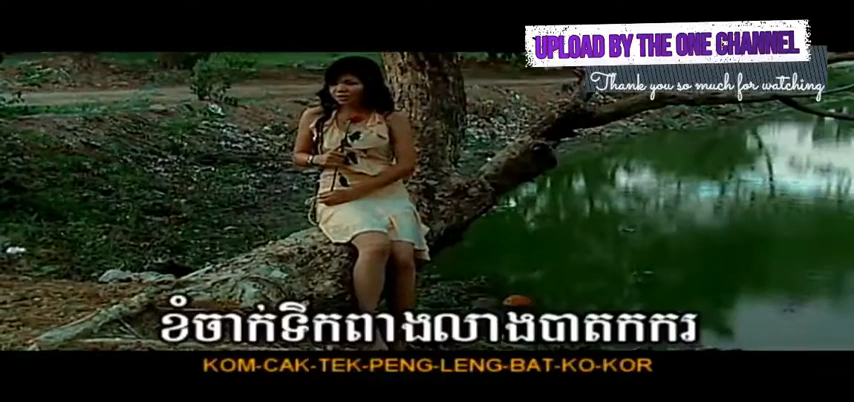 UPLOAD BY THE ONE CHANNEL
Thank you so much for watching
ខំចាក់ទឹកពាងលាងបាតកករ
KOM-CAK-TEK-PENG-LENG-BAT-KO-KOR